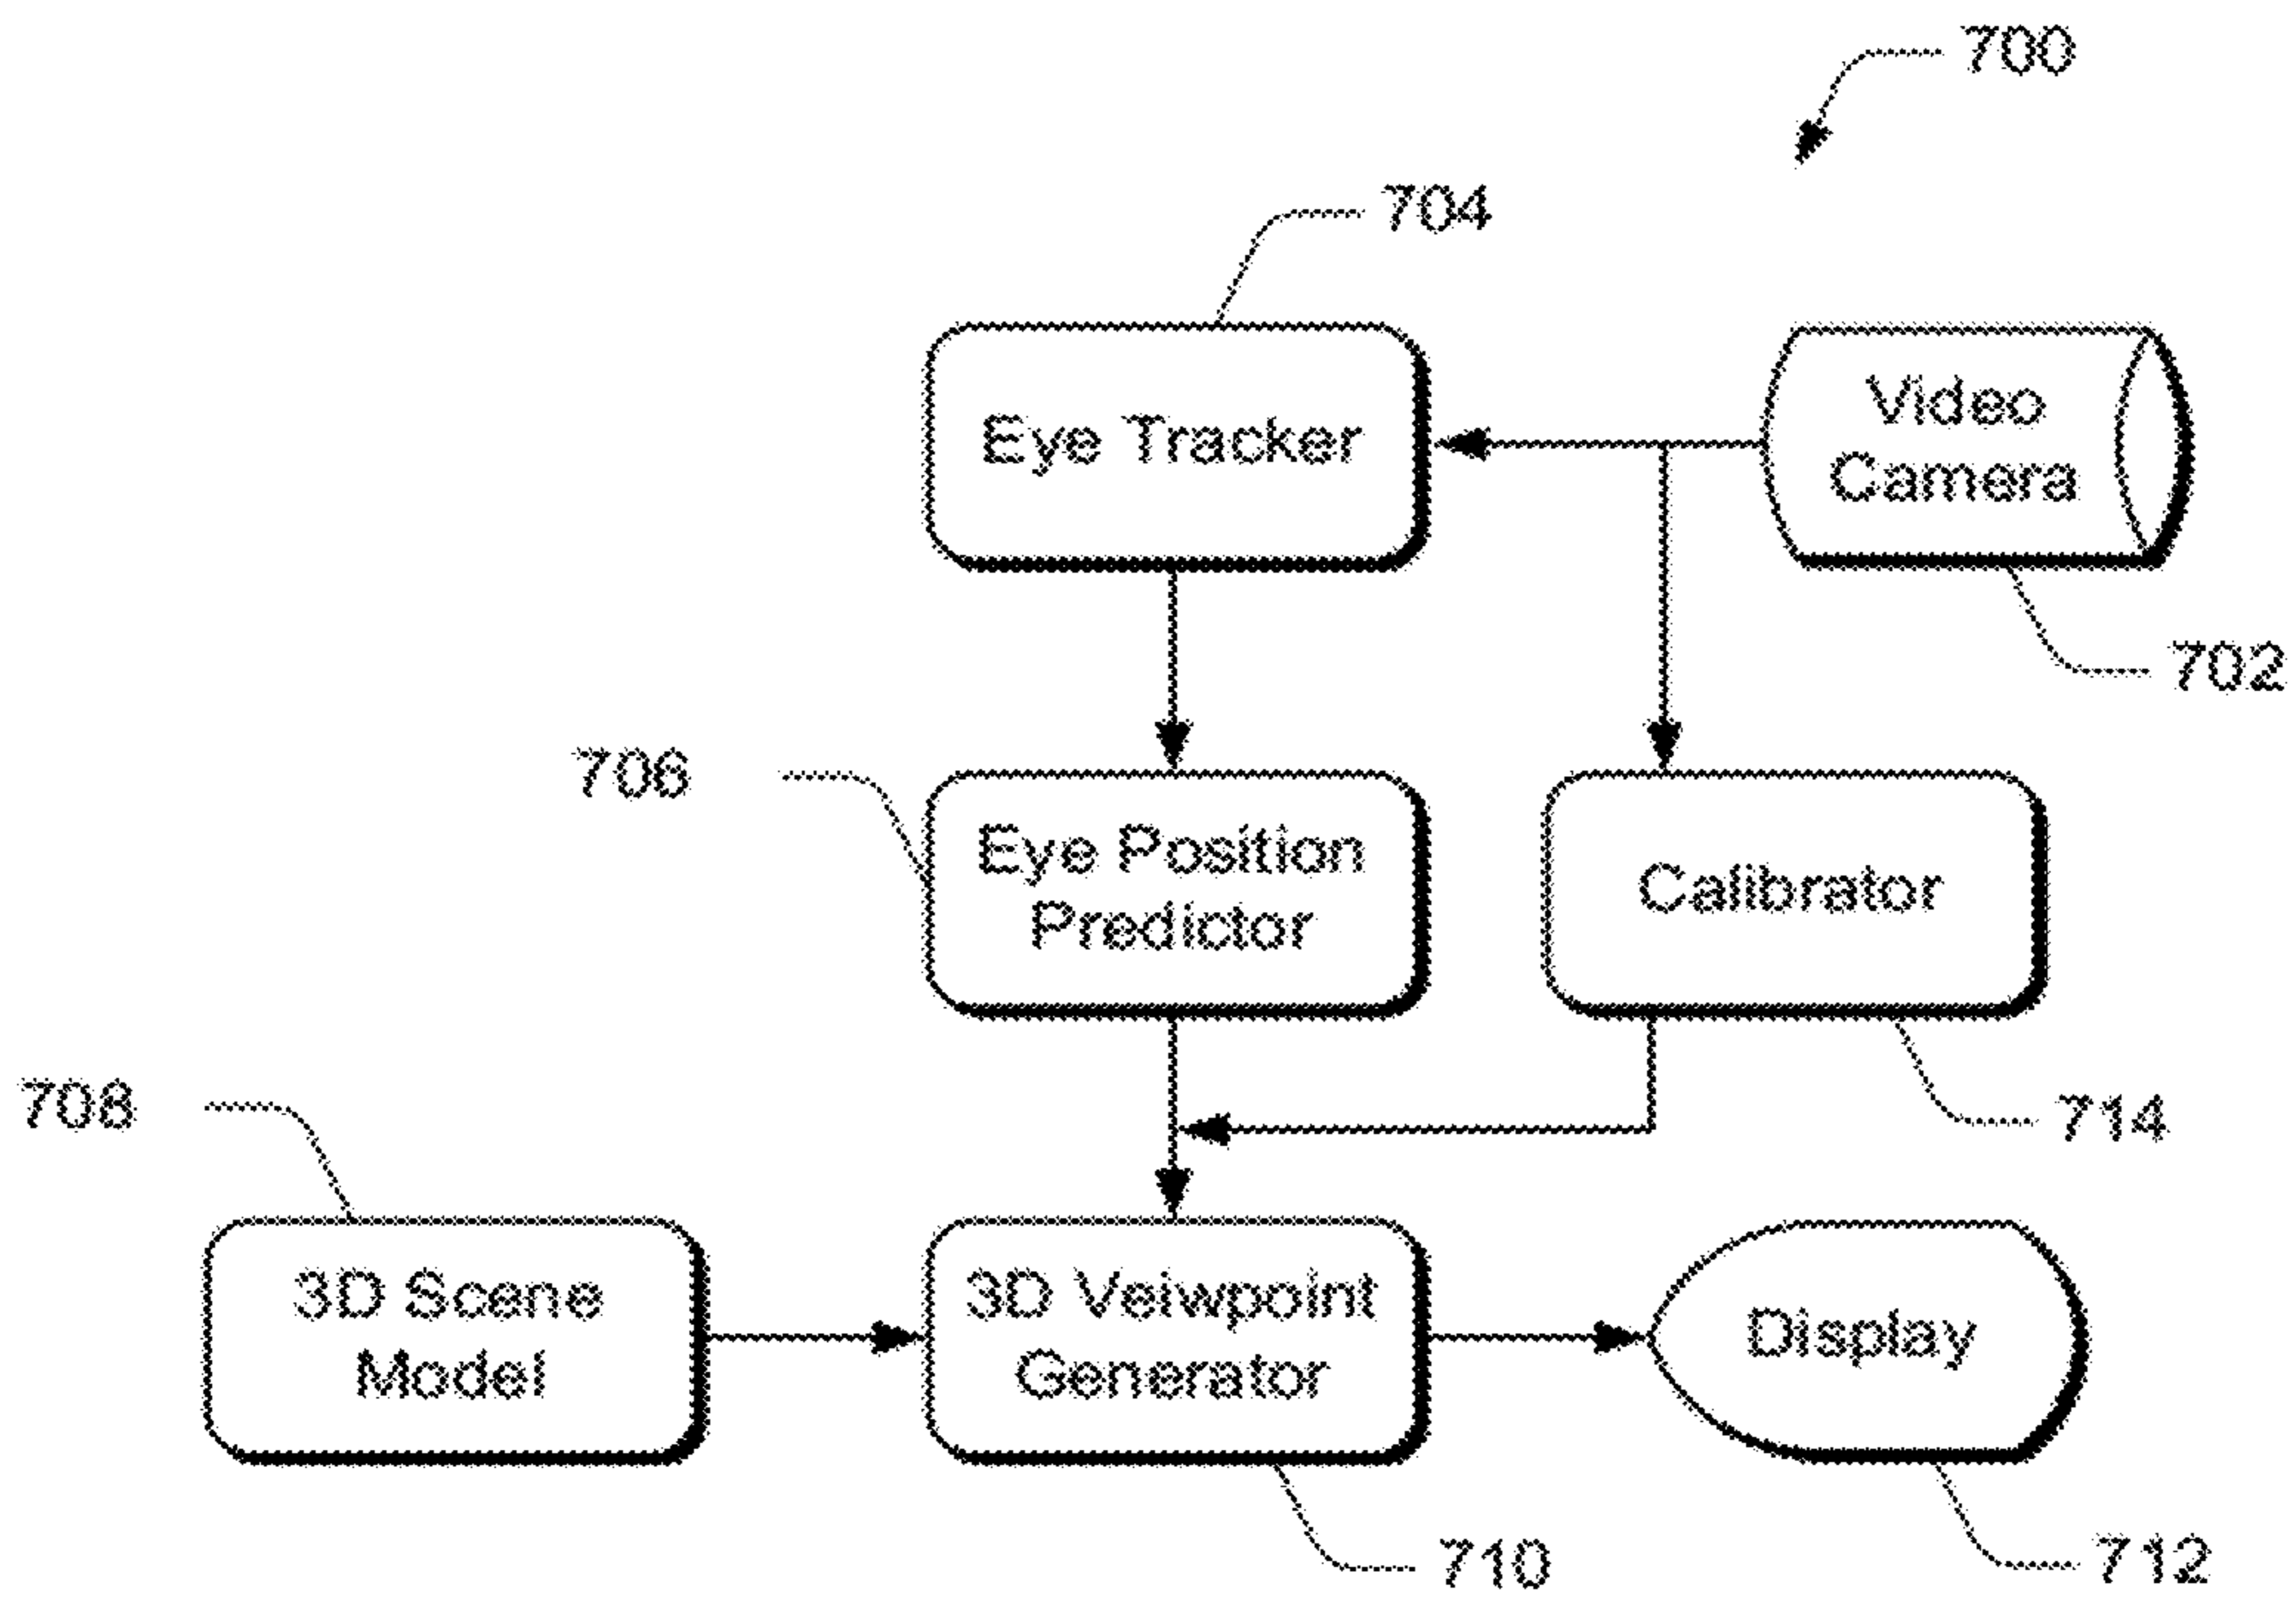 700
704
Eye Tracker
Video
Camera
702
706
Eye Position
Predictor
Calibrator
708
714
3D Scene
Model
3D Veiwpoint
Generator
Display
710
712